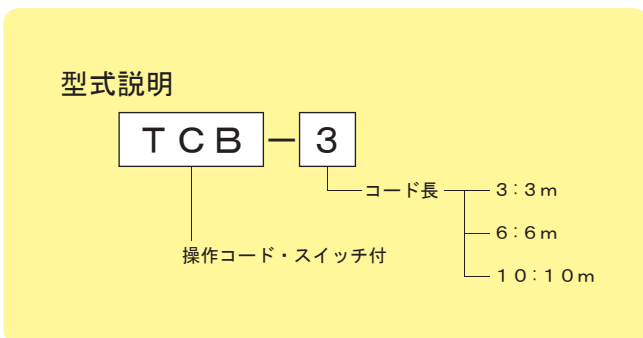 型式説明
ＴＣＢ－３
コード長
３：３ｍ
６：６ｍ
１０：１０ｍ
操作コード・スイッチ付